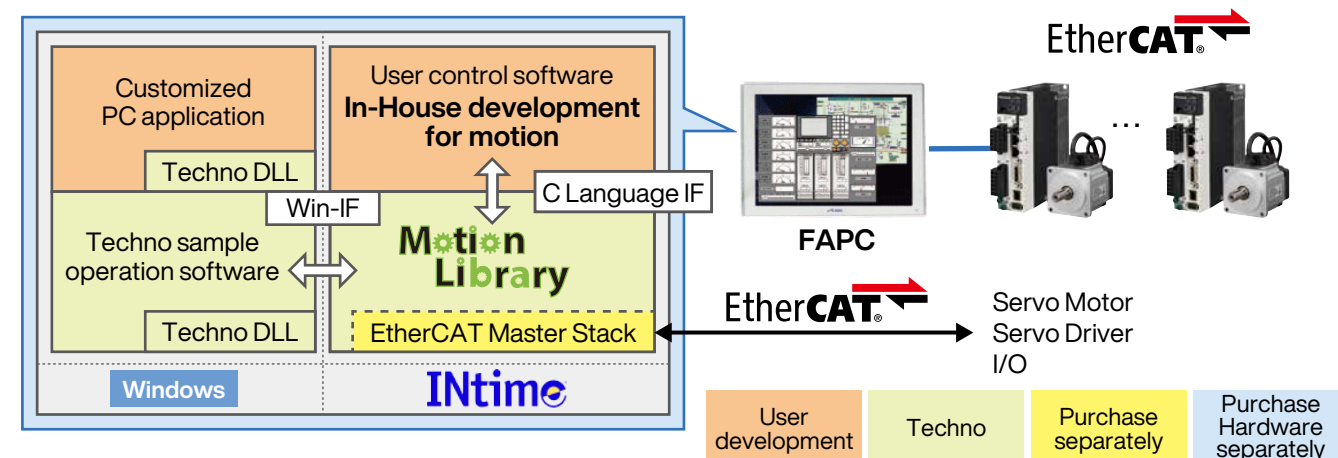 Customized
PC application
Techno DLL
User control software
In-House development
for motion
Win-IF
C Language IF
Techno sample
operation software
Motion
Library
Techno DLL
EtherCAT Master Stack
Windows
INtime
FAPC
EtherCAT®
...
EtherCAT®
Servo Motor
Servo Driver
I/O
User
development
Techno
Purchase
separately
Purchase
Hardware
separately